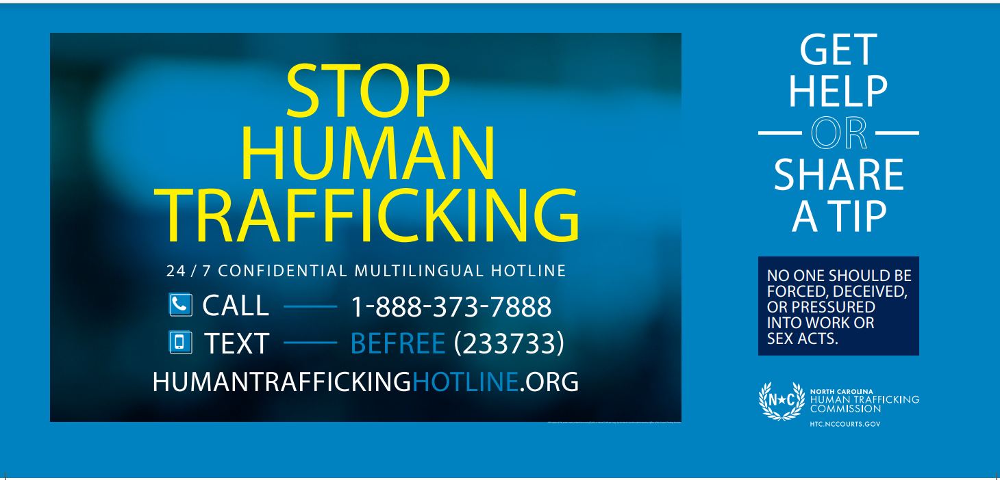 STOP
HUMAN
TRAFFICKING
24 / 7 CONFIDENTIAL MULTILINGUAL HOTLINE
CALL 1-888-373-7888
TEXT BEFREE (233733)
HUMANTRAFFICKINGHOTLINE.ORG
GET
HELP
OR
SHARE
A TIP
NO ONE SHOULD BE
FORCED, DECEIVED,
OR PRESSURED
INTO WORK OR
SEX ACTS.
N★C
NORTH CAROLINA
HUMAN TRAFFICKING
COMMISSION
HTC.NCCOURTS.GOV